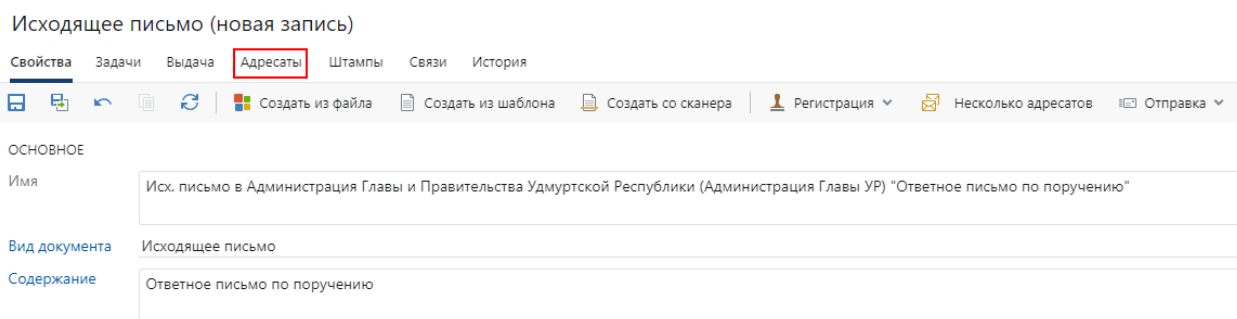 Исходящее письмо (новая запись)
Свойства Задачи Выдача Адресаты Штампы Связи История
Создать из файла Создать из шаблона Создать со сканера Регистрация Несколько адресатов Отправка
ОСНОВНОЕ
Имя
Исх. письмо в Администрация Главы и Правительства Удмуртской Республики (Администрация Главы УР) "Ответное письмо по поручению"
Вид документа Исходящее письмо
Содержание
Ответное письмо по поручению